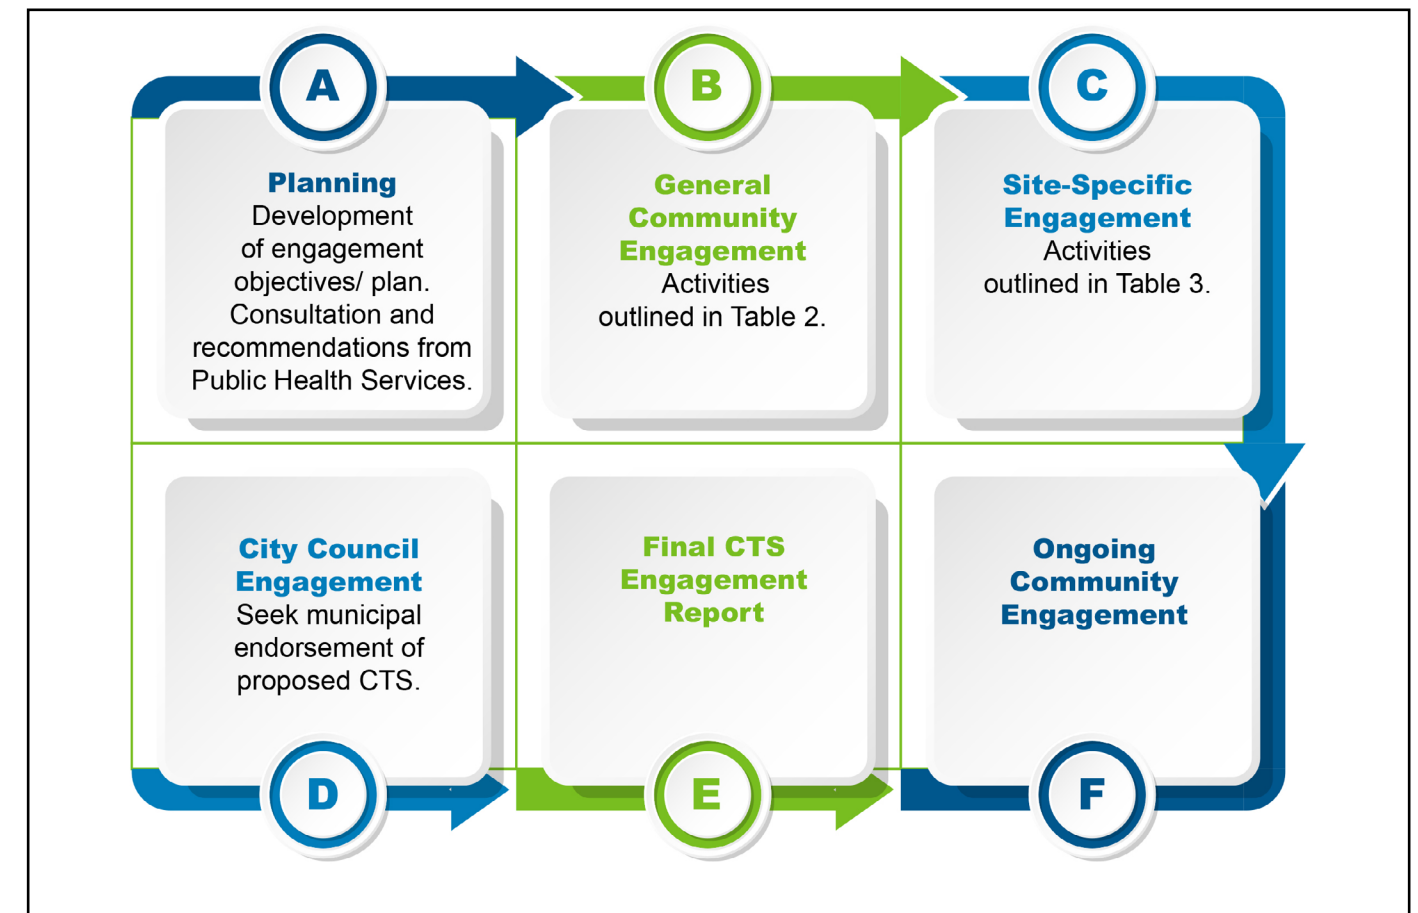 A
Planning
Development
of engagement
objectives/ plan.
Consultation and
recommendations from
Public Health Services.
B
General
Community
Engagement
Activities
outlined in Table 2.
C
Site-Specific
Engagement
Activities
outlined in Table 3.
City Council
Engagement
Seek municipal
endorsement of
proposed CTS.
D
Final CTS
Engagement
Report
E
Ongoing
Community
Engagement
F